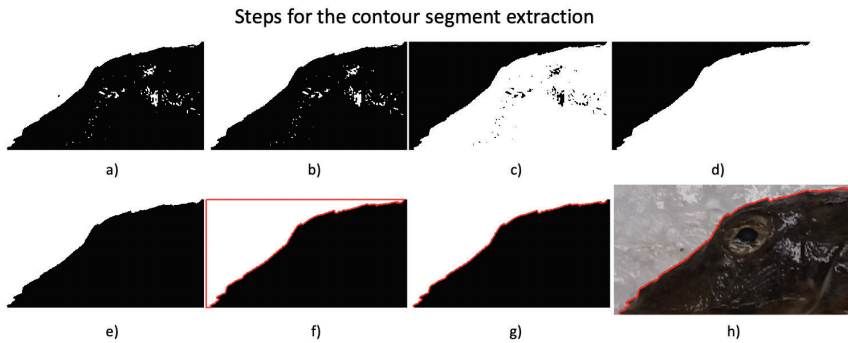 Steps for the contour segment extraction
a) b) c) d)
e) f) g) h)